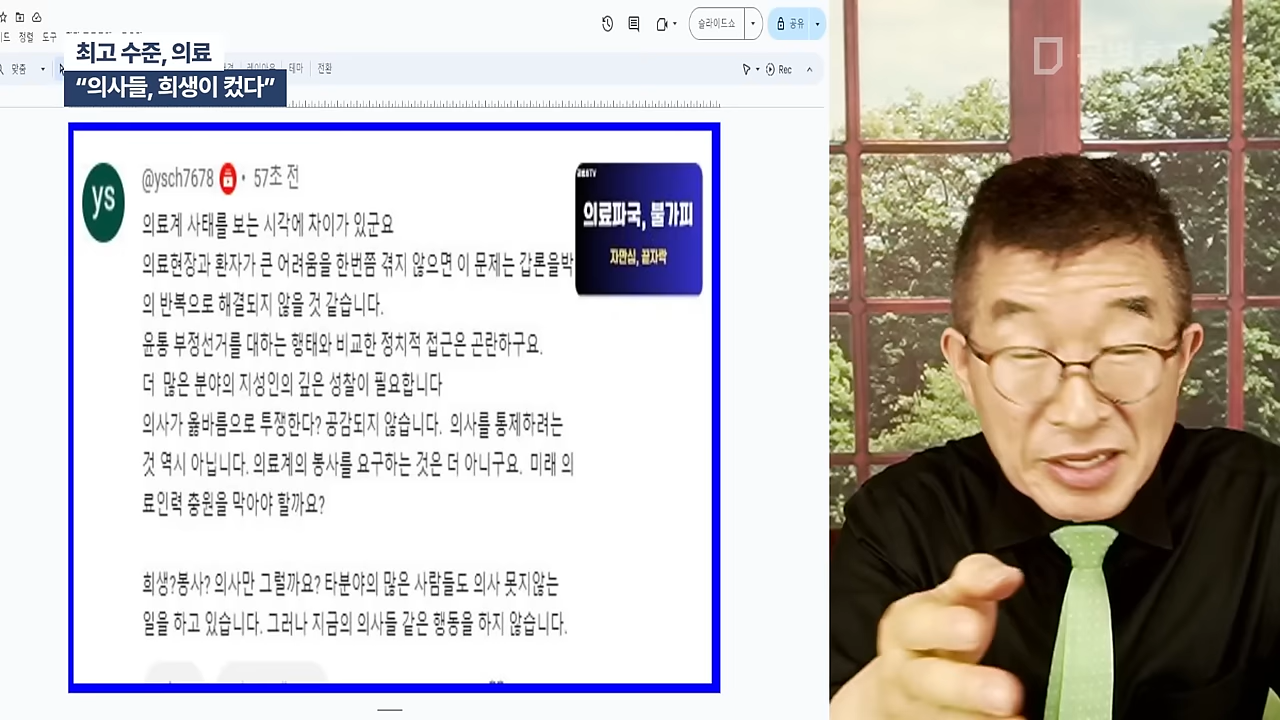 최고 수준, 의료
“의사들, 희생이 컸다”
정렬 도구
슬라이드쇼
공유
맞춤
테마
전환
Rec
ys
@ysch7678 · 57초 전
의료계 사태를 보는 시각에 차이가 있군요
의료현장과 환자가 큰 어려움을 한번쯤 겪지 않으면 이 문제는 갑론을박
의 반복으로 해결되지 않을 것 같습니다.
윤통 부정선거를 대하는 행태와 비교한 정치적 접근은 곤란하구요.
더 많은 분야의 지성인의 깊은 성찰이 필요합니다
의사가 옳바름으로 투쟁한다? 공감되지 않습니다. 의사를 통제하려는
것 역시 아닙니다. 의료계의 봉사를 요구하는 것은 더 아니구요. 미래 의
료인력 충원을 막아야 할까요?
희생?봉사? 의사만 그럴까요? 타분야의 많은 사람들도 의사 못지않는
일을 하고 있습니다. 그러나 지금의 의사들 같은 행동을 하지 않습니다.
의료파국, 불가피
자만심, 끝자락